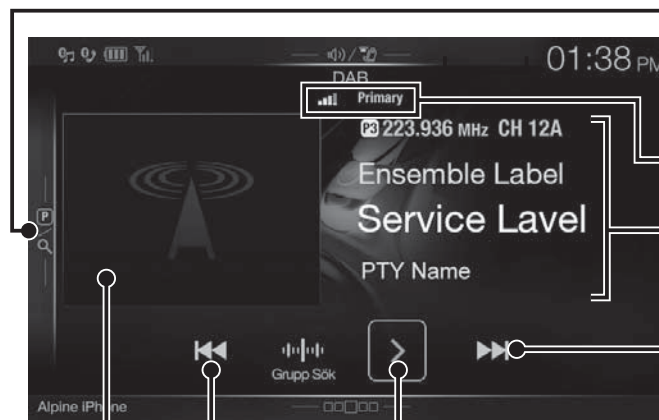 01:38 PM
DAB
Primary
P3 223.936 MHz CH 12A
Ensemble Label
Service Lavel
PTY Name
P
Grupp Sök
Alpine iPhone